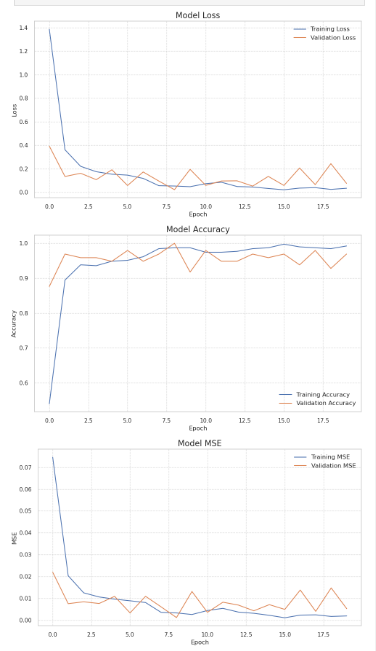 Model Loss
Training Loss
Validation Loss
1.4
1.2
1.0
0.8
0.6
0.4
0.2
0.0
Loss
0.0 2.5 5.0 7.5 10.0 12.5 15.0 17.5
Epoch
Model Accuracy
1.0
0.9
0.8
0.7
0.6
Accuracy
Training Accuracy
Validation Accuracy
0.0 2.5 5.0 7.5 10.0 12.5 15.0 17.5
Epoch
Model MSE
Training MSE
Validation MSE
0.07
0.06
0.05
0.04
0.03
0.02
0.01
0.00
MSE
0.0 2.5 5.0 7.5 10.0 12.5 15.0 17.5
Epoch